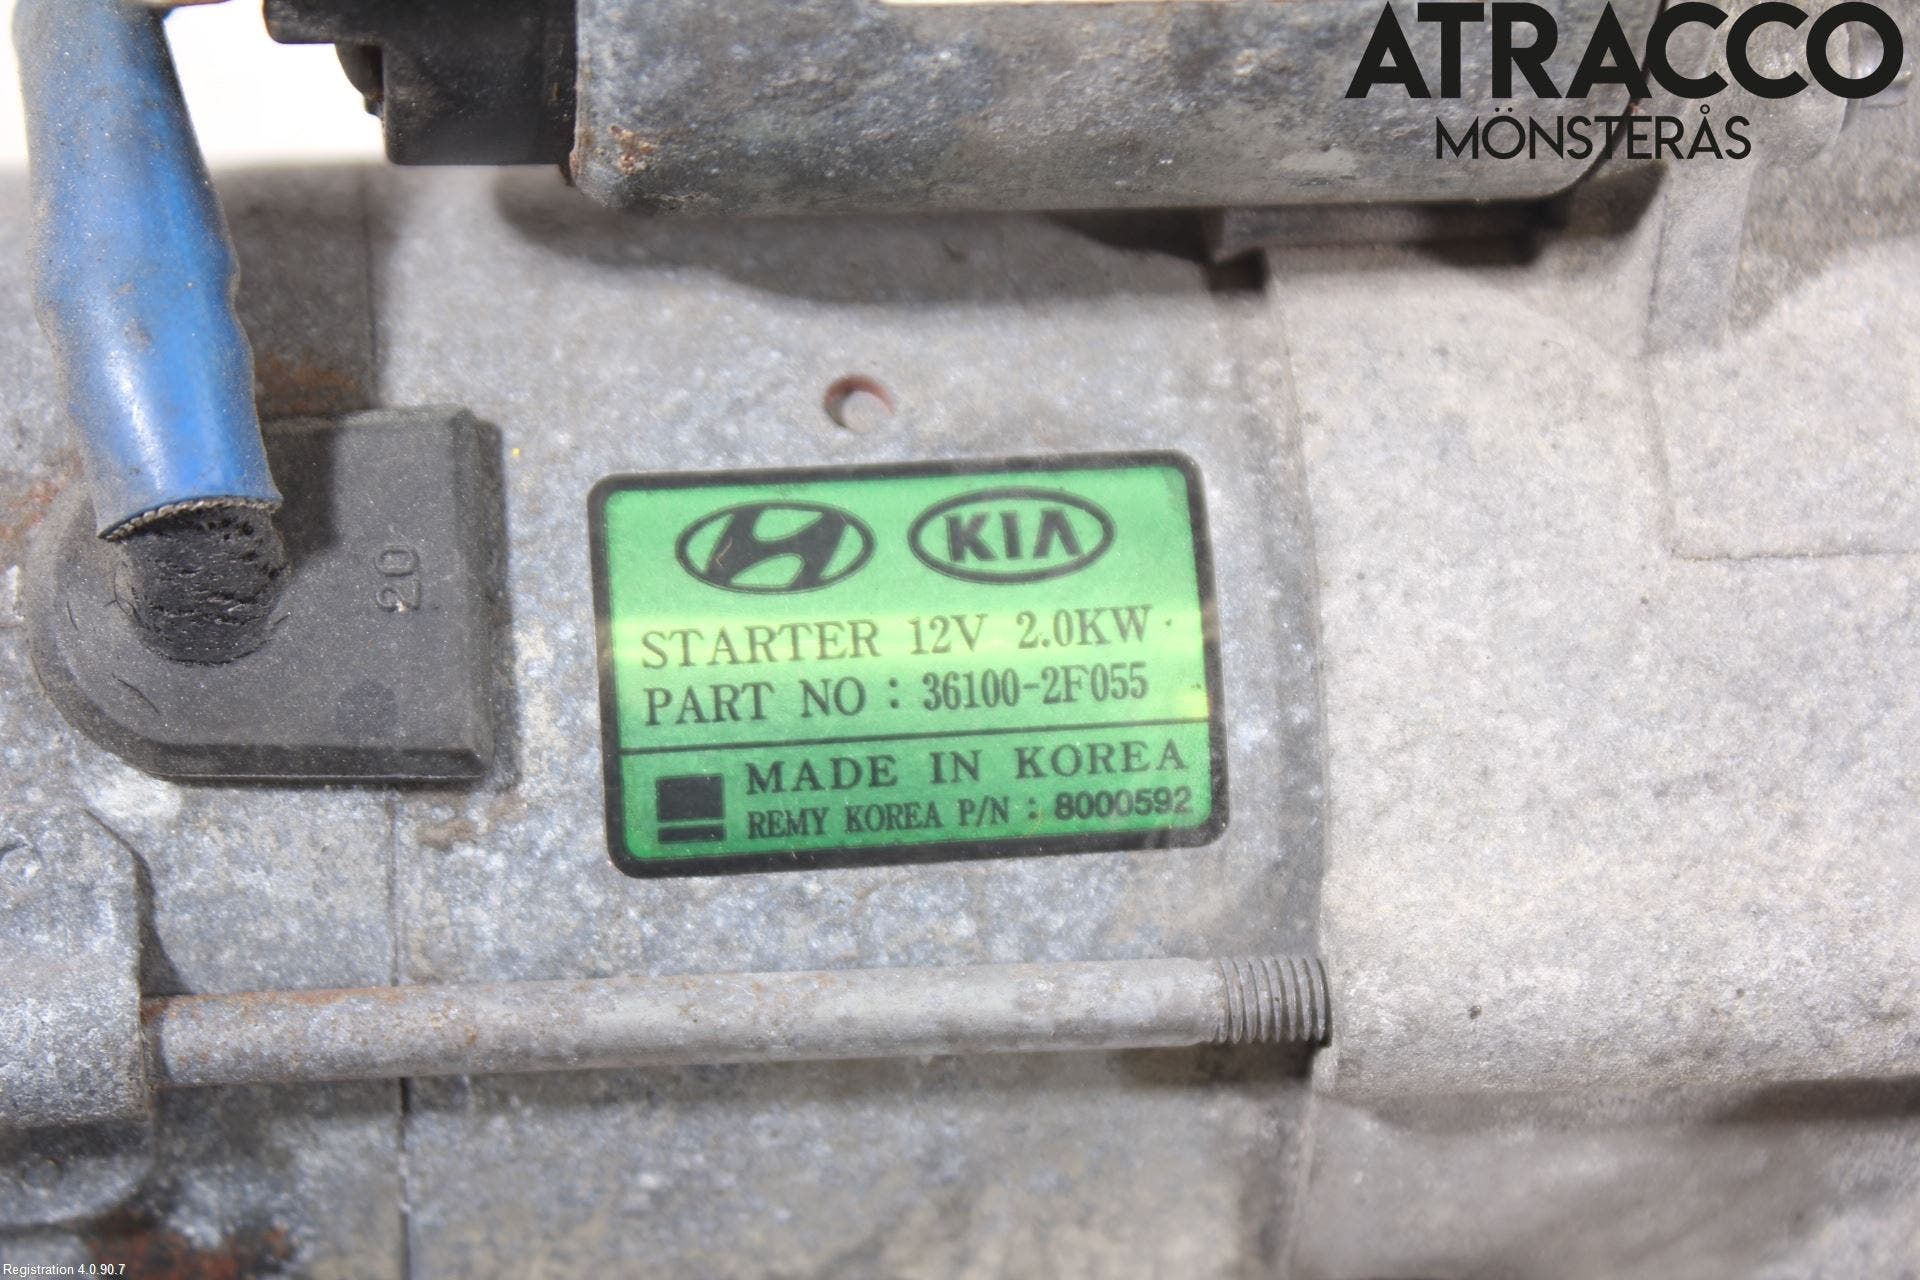 ATRACCO
MÖNSTERÅS
20
KIA
STARTER 12V 2.0KW
PART NO : 36100-2F055
MADE IN KOREA
REMY KOREA P/N : 8000592
Registration 4.0.90.7